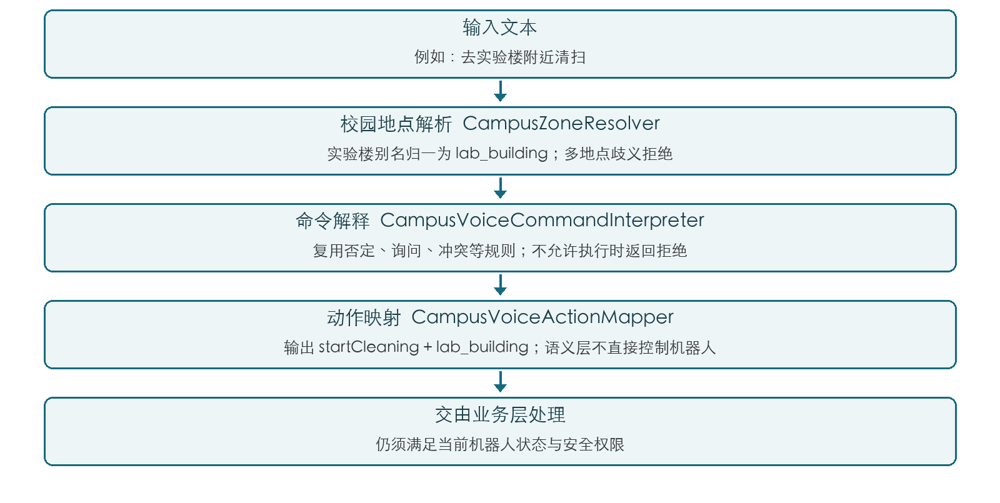 输入文本
例如：去实验楼附近清扫
校园地点解析 CampusZoneResolver
实验楼别名归一为 lab_building；多地点歧义拒绝
命令解释 CampusVoiceCommandInterpreter
复用否定、询问、冲突等规则；不允许执行时返回拒绝
动作映射 CampusVoiceActionMapper
输出 startCleaning + lab_building；语义层不直接控制机器人
交由业务层处理
仍须满足当前机器人状态与安全权限